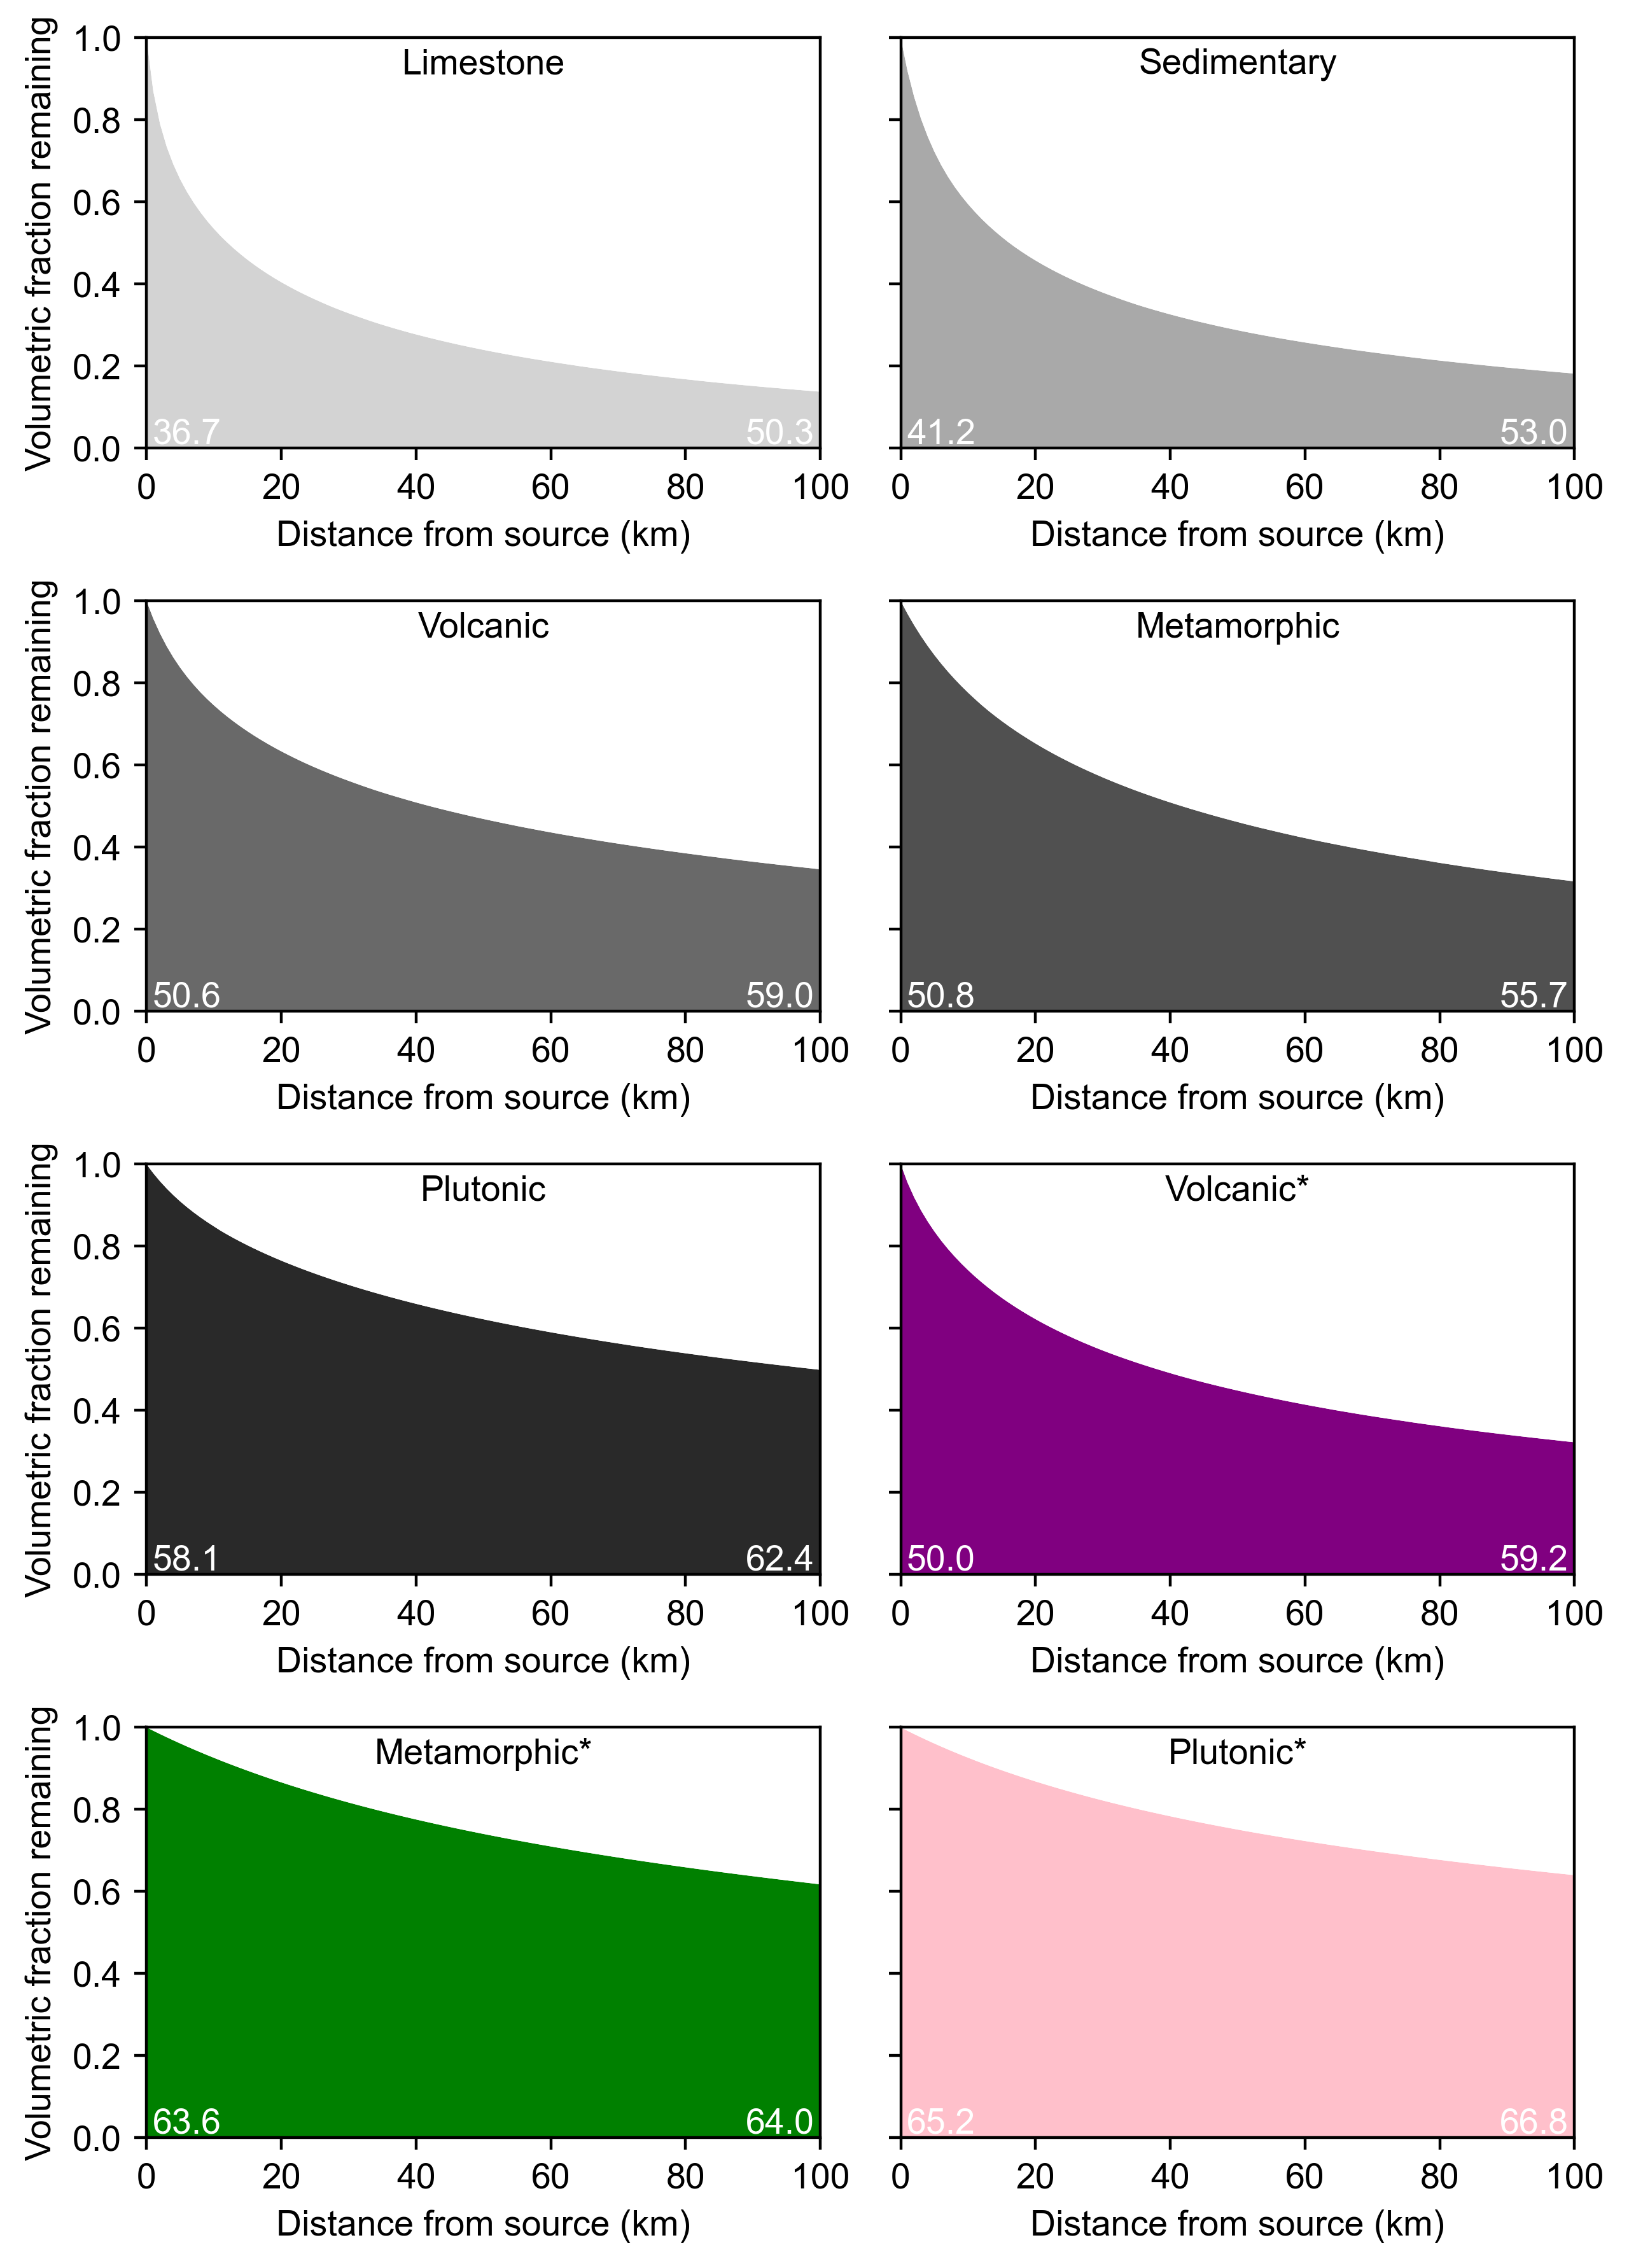 Limestone
Volumetric fraction remaining
1.0
0.8
0.6
0.4
0.2
0.0
36.7
50.3
0 20 40 60 80 100
Distance from source (km)
Sedimentary
41.2
53.0
0 20 40 60 80 100
Distance from source (km)
Volcanic
Volumetric fraction remaining
1.0
0.8
0.6
0.4
0.2
0.0
50.6
59.0
0 20 40 60 80 100
Distance from source (km)
Metamorphic
50.8
55.7
0 20 40 60 80 100
Distance from source (km)
Plutonic
Volumetric fraction remaining
1.0
0.8
0.6
0.4
0.2
0.0
58.1
62.4
0 20 40 60 80 100
Distance from source (km)
Volcanic*
50.0
59.2
0 20 40 60 80 100
Distance from source (km)
Metamorphic*
Volumetric fraction remaining
1.0
0.8
0.6
0.4
0.2
0.0
63.6
64.0
0 20 40 60 80 100
Distance from source (km)
Plutonic*
65.2
66.8
0 20 40 60 80 100
Distance from source (km)